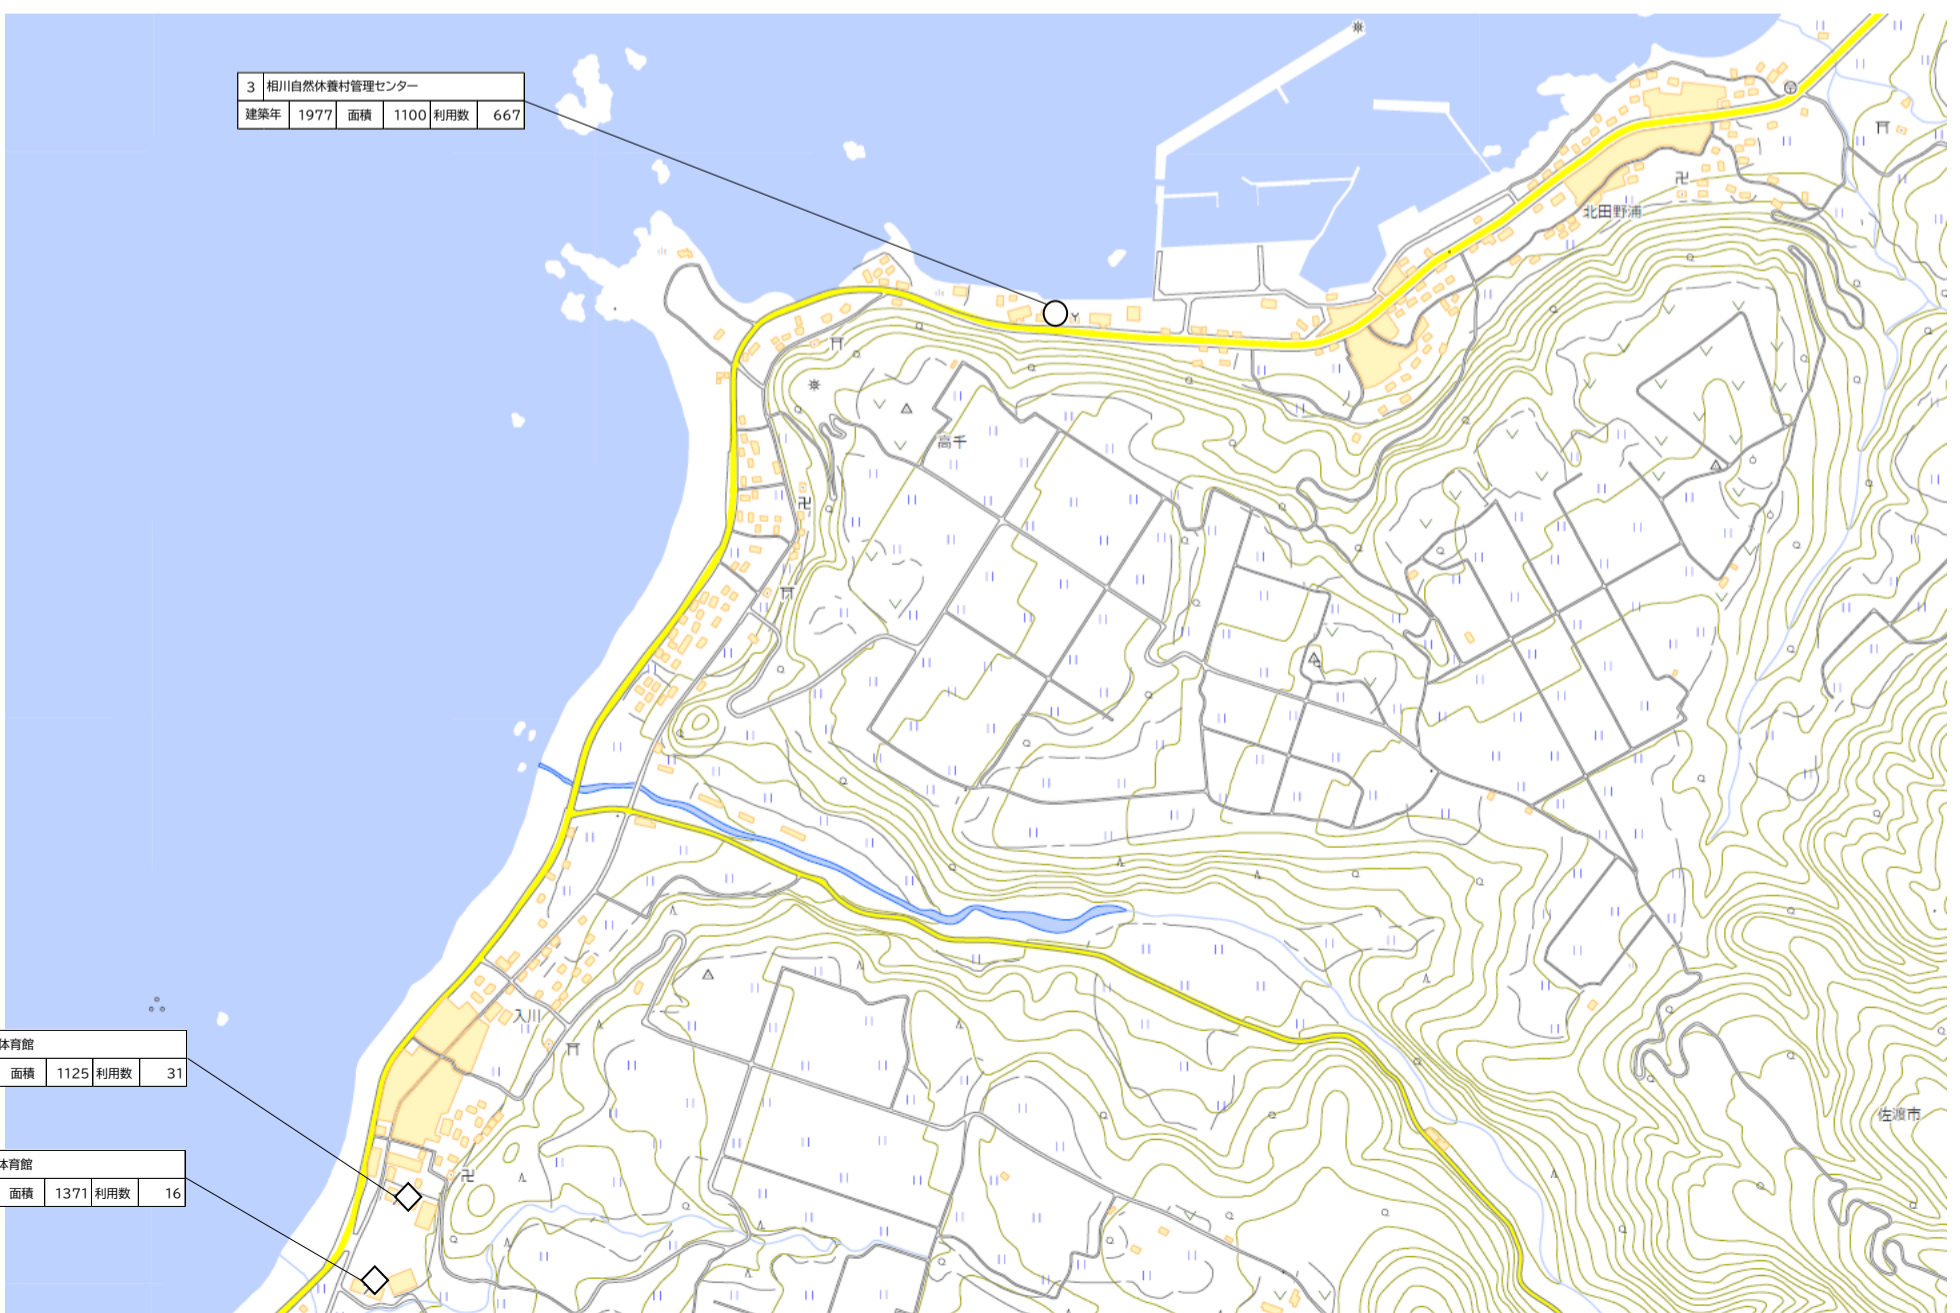 3 相川自然休養村管理センター
建築年 1977 面積 1100 利用数 667
北田野浦
高千
入川
体育館
面積 1125 利用数 31
佐渡市
体育館
面積 1371 利用数 16